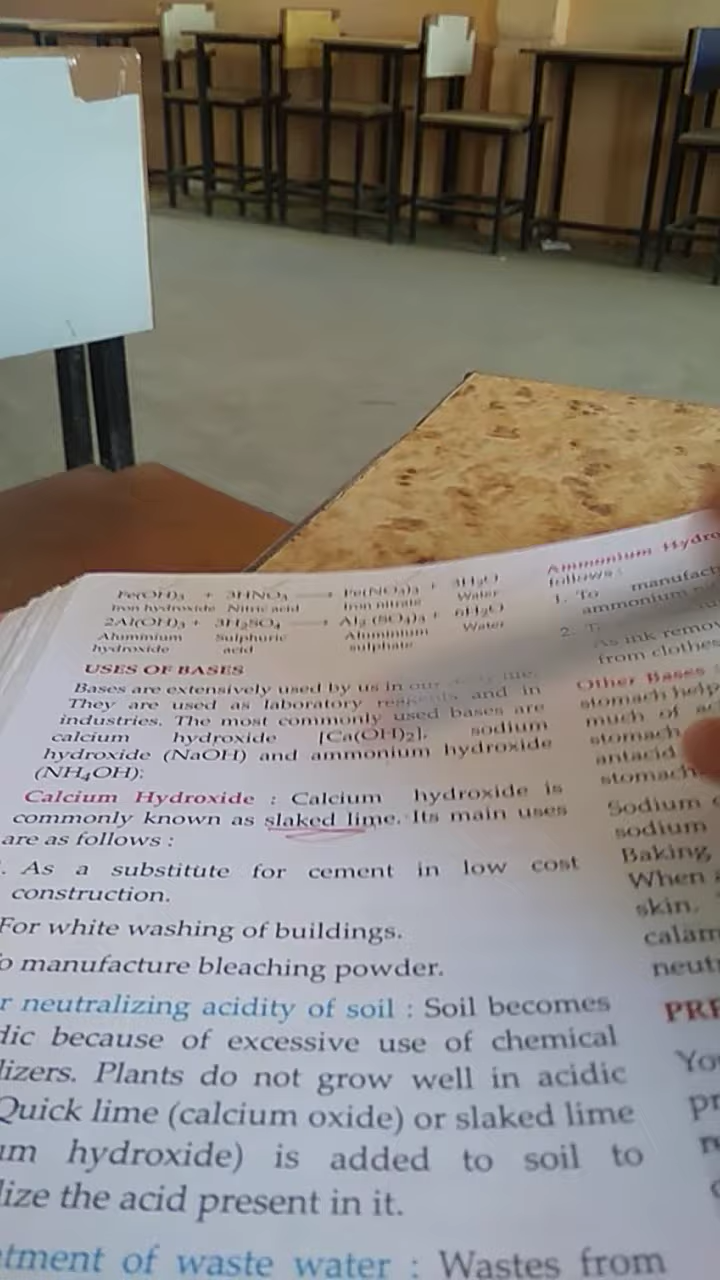 Fe(OH)3 + 3HNO3 ⟶ Fe(NO3)3 + 3H2O
Iron hydroxide Nitric acid Iron nitrate Water
2Al(OH)3 + 3H2SO4 ⟶ Al2 (SO4)3 + 6H2O
Aluminium Sulphuric Aluminium Water
hydroxide acid sulphate
USES OF BASES
Bases are extensively used by us in our
They are used as laboratory reagents and in
industries. The most commonly used bases are
calcium hydroxide [Ca(OH)2], sodium
hydroxide (NaOH) and ammonium hydroxide
(NH4OH):
Calcium Hydroxide : Calcium hydroxide is
commonly known as slaked lime. Its main uses
are as follows :
. As a substitute for cement in low cost
construction.
For white washing of buildings.
o manufacture bleaching powder.
r neutralizing acidity of soil : Soil becomes
dic because of excessive use of chemical
lizers. Plants do not grow well in acidic
Quick lime (calcium oxide) or slaked lime
um hydroxide) is added to soil to
lize the acid present in it.
atment of waste water : Wastes from
Ammonium Hydro
follows :
1. To manufact
ammonium
2.
As ink remov
from clothes
Other Bases
stomach help
much of
stomach
antacid
stomach
Sodium
sodium
Baking
When
skin.
calam
neutr
PRE
You
pr